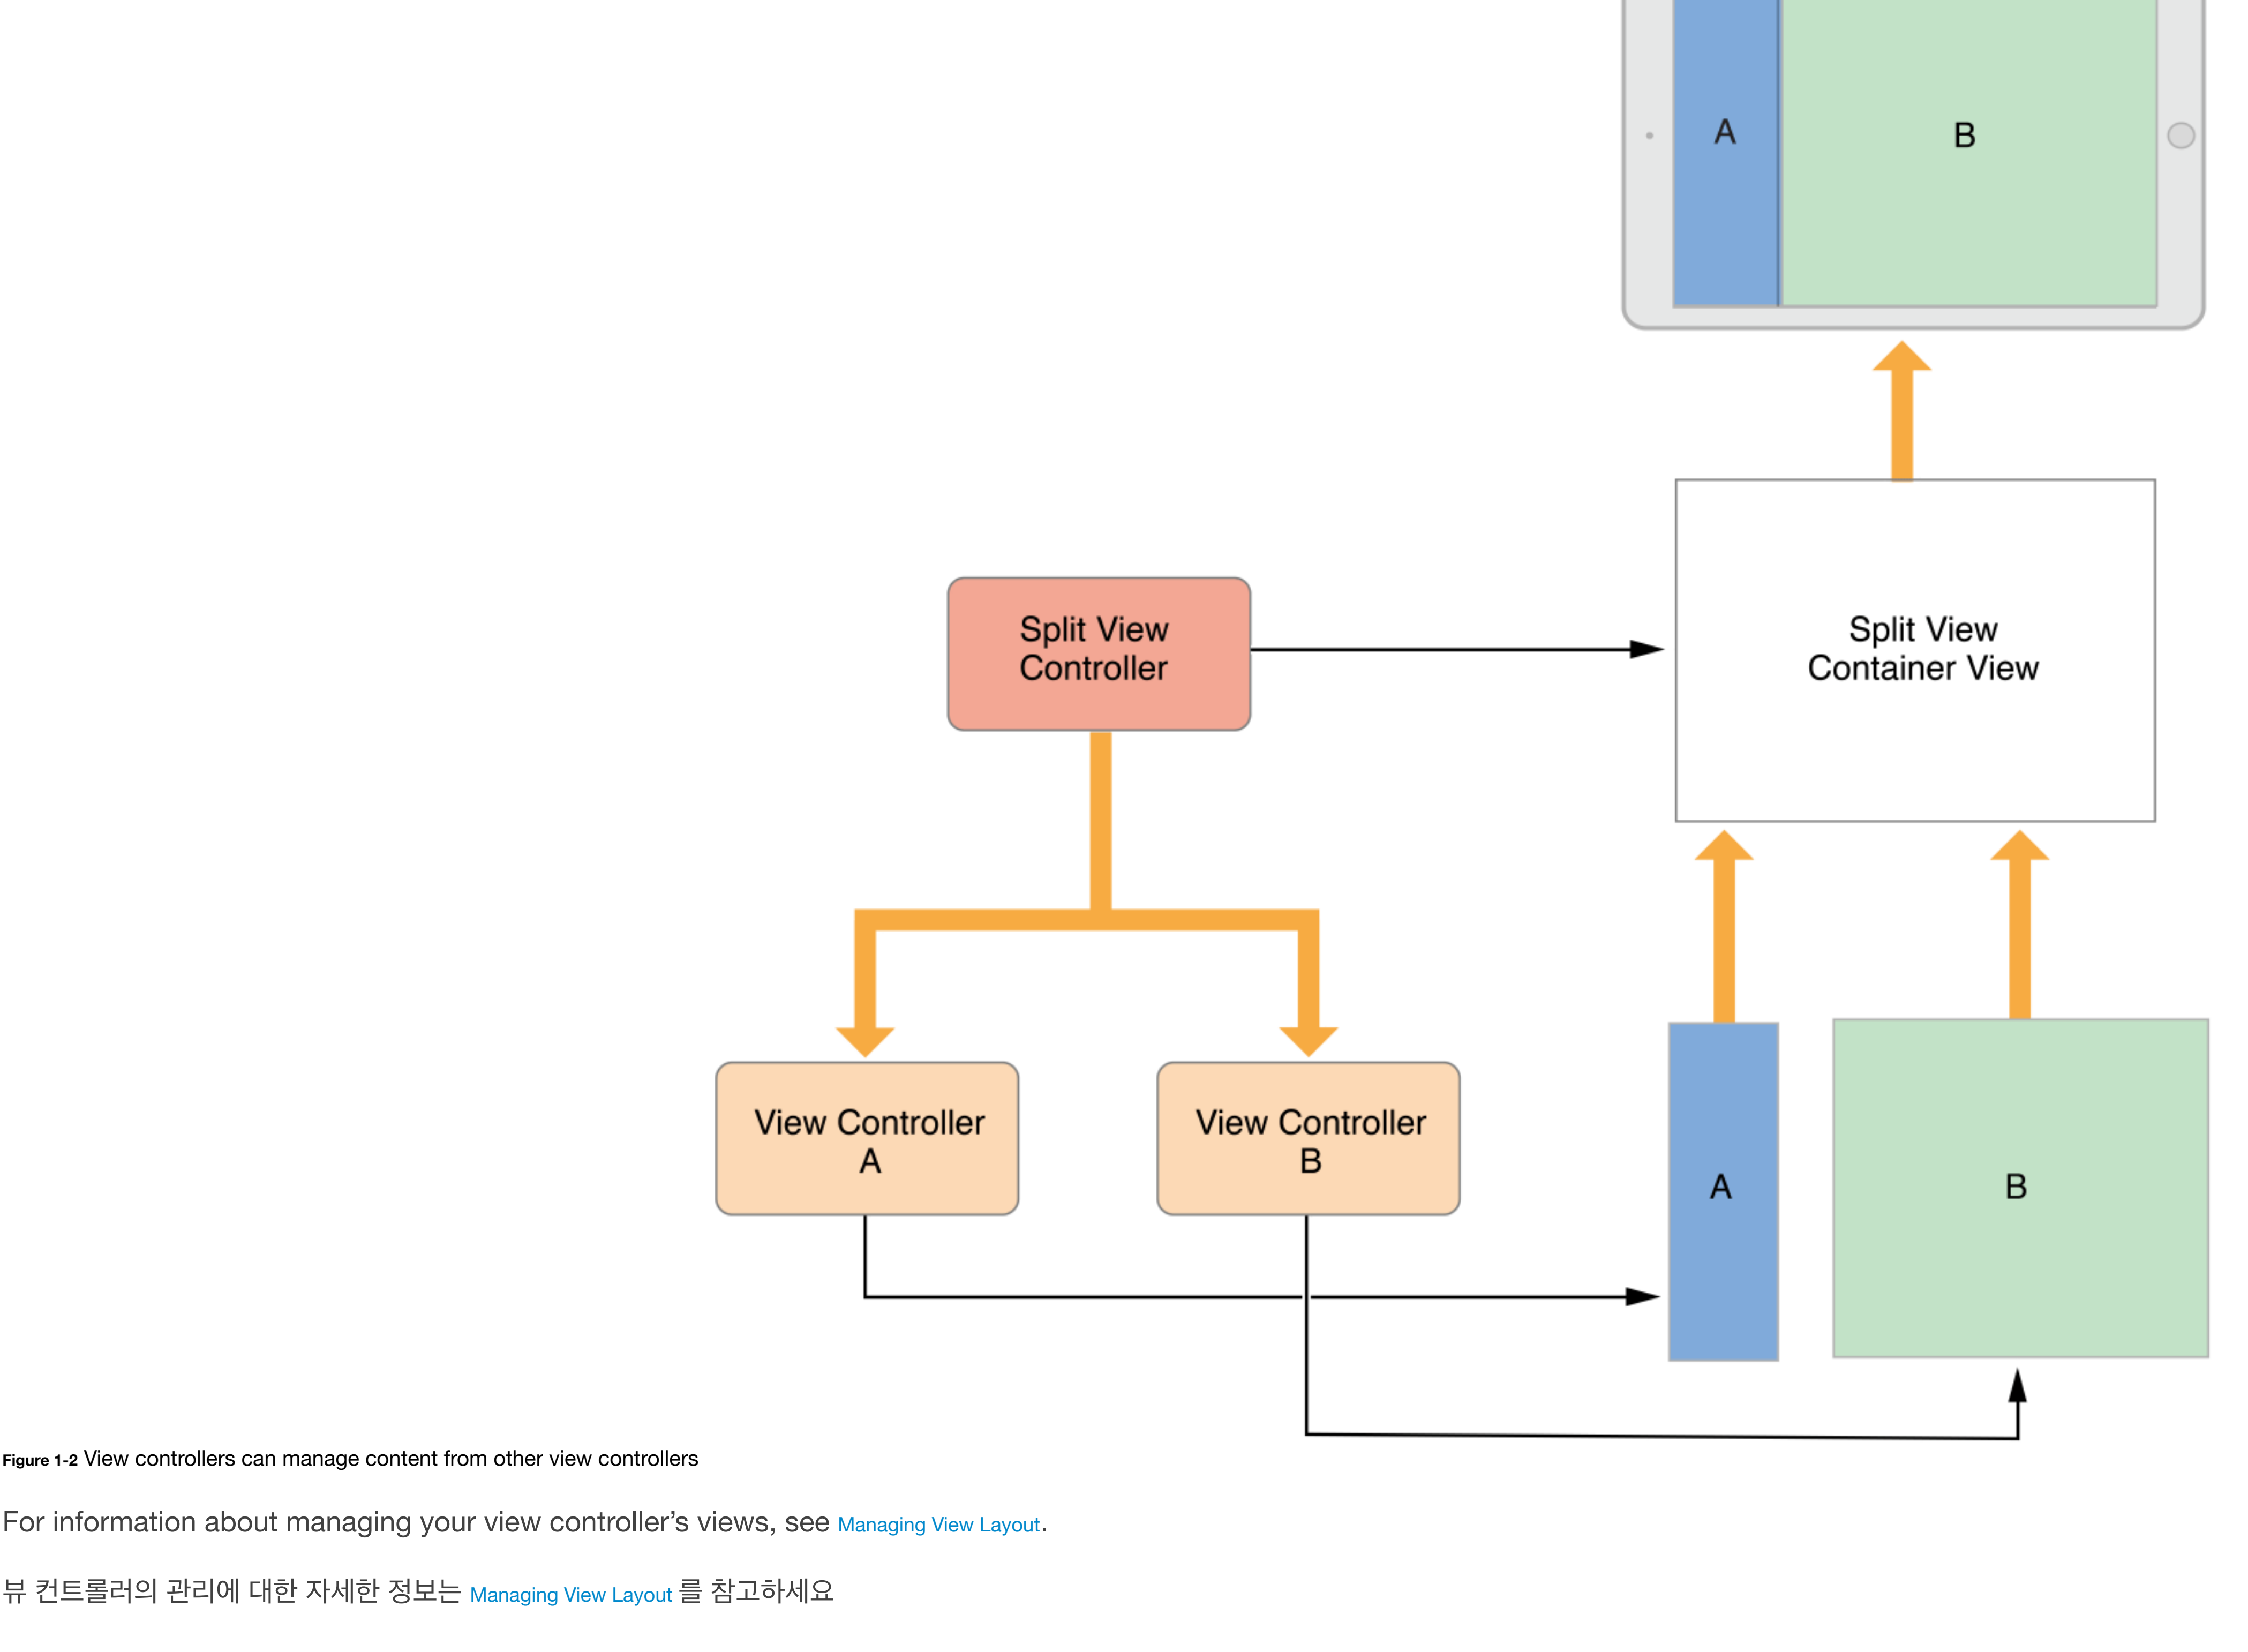 A
B
Split View
Controller
Split View
Container View
View Controller
A
View Controller
B
A
B
Figure 1-2 View controllers can manage content from other view controllers
For information about managing your view controller’s views, see Managing View Layout.
뷰 컨트롤러의 관리에 대한 자세한 정보는 Managing View Layout 를 참고하세요